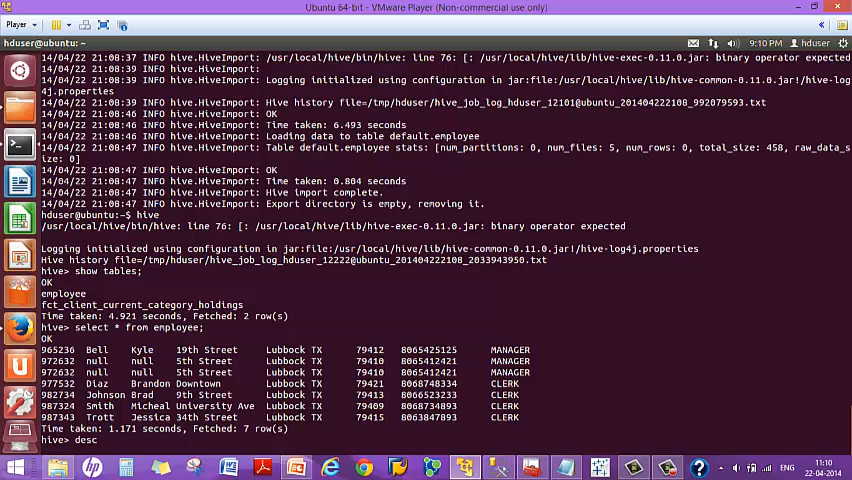 Ubuntu 64-bit - VMware Player (Non-commercial use only)
Player
hduser@ubuntu: ~
9:10 PM
hduser
14/04/22 21:08:37 INFO hive.HiveImport: /usr/local/hive/bin/hive: line 76: [: /usr/local/hive/lib/hive-exec-0.11.0.jar: binary operator expected
14/04/22 21:08:39 INFO hive.HiveImport:
14/04/22 21:08:39 INFO hive.HiveImport: Logging initialized using configuration in jar:file:/usr/local/hive/lib/hive-common-0.11.0.jar!/hive-log
4j.properties
14/04/22 21:08:39 INFO hive.HiveImport: Hive history file=/tmp/hduser/hive_job_log_hduser_12101@ubuntu_201404222108_992079593.txt
14/04/22 21:08:46 INFO hive.HiveImport: OK
14/04/22 21:08:46 INFO hive.HiveImport: Time taken: 6.493 seconds
14/04/22 21:08:46 INFO hive.HiveImport: Loading data to table default.employee
14/04/22 21:08:47 INFO hive.HiveImport: Table default.employee stats: [num_partitions: 0, num_files: 5, num_rows: 0, total_size: 458, raw_data_s
ize: 0]
14/04/22 21:08:47 INFO hive.HiveImport: OK
14/04/22 21:08:47 INFO hive.HiveImport: Time taken: 0.804 seconds
14/04/22 21:08:47 INFO hive.HiveImport: Hive import complete.
14/04/22 21:08:47 INFO hive.HiveImport: Export directory is empty, removing it.
hduser@ubuntu:~$ hive
/usr/local/hive/bin/hive: line 76: [: /usr/local/hive/lib/hive-exec-0.11.0.jar: binary operator expected
Logging initialized using configuration in jar:file:/usr/local/hive/lib/hive-common-0.11.0.jar!/hive-log4j.properties
Hive history file=/tmp/hduser/hive_job_log_hduser_12222@ubuntu_201404222108_2033943950.txt
hive> show tables;
OK
employee
fct_client_current_category_holdings
Time taken: 4.921 seconds, Fetched: 2 row(s)
hive> select * from employee;
OK
965236 Bell Kyle 19th Street Lubbock TX 79412 8065425125 MANAGER
972632 null null 5th Street Lubbock TX 79410 8065412421 MANAGER
972632 null null 5th Street Lubbock TX 79410 8065412421 MANAGER
977532 Diaz Brandon Downtown Lubbock TX 79421 8068748334 CLERK
982734 Johnson Brad 9th Street Lubbock TX 79413 8066523233 CLERK
987324 Smith Micheal University Ave Lubbock TX 79409 8068734893 CLERK
987343 Trott Jessica 34th Street Lubbock TX 79415 8063847893 CLERK
Time taken: 1.171 seconds, Fetched: 7 row(s)
hive> desc
ENG
11:10
22-04-2014